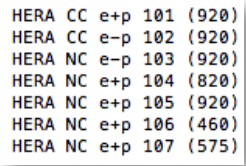 HERA CC e+p 101 (920)
HERA CC e-p 102 (920)
HERA NC e-p 103 (920)
HERA NC e+p 104 (820)
HERA NC e+p 105 (920)
HERA NC e+p 106 (460)
HERA NC e+p 107 (575)